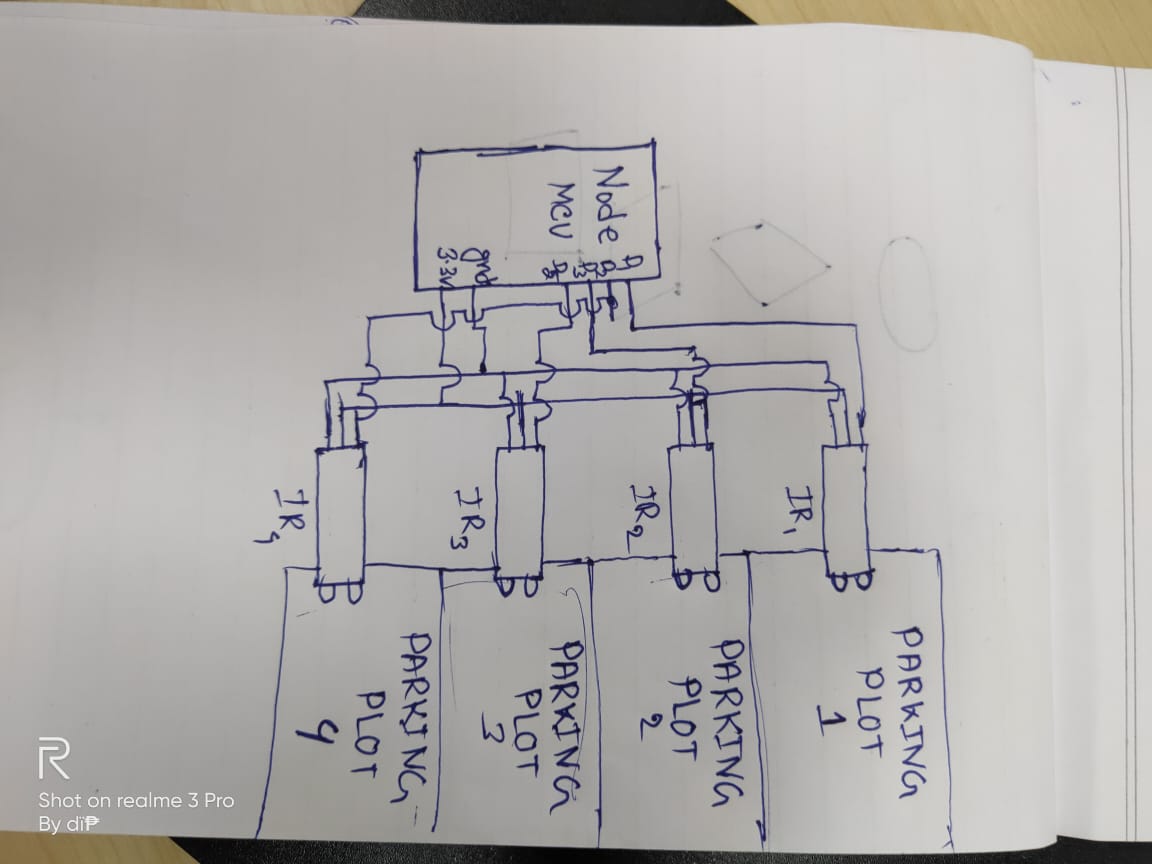 Node
MCU
D1
D2
D3
gnd
3.3V
IR1
IR2
IR3
IR4
PARKING
PLOT
1
PARKING
PLOT
2
PARKING
PLOT
3
PARKING
PLOT
4
R
Shot on realme 3 Pro
By dip